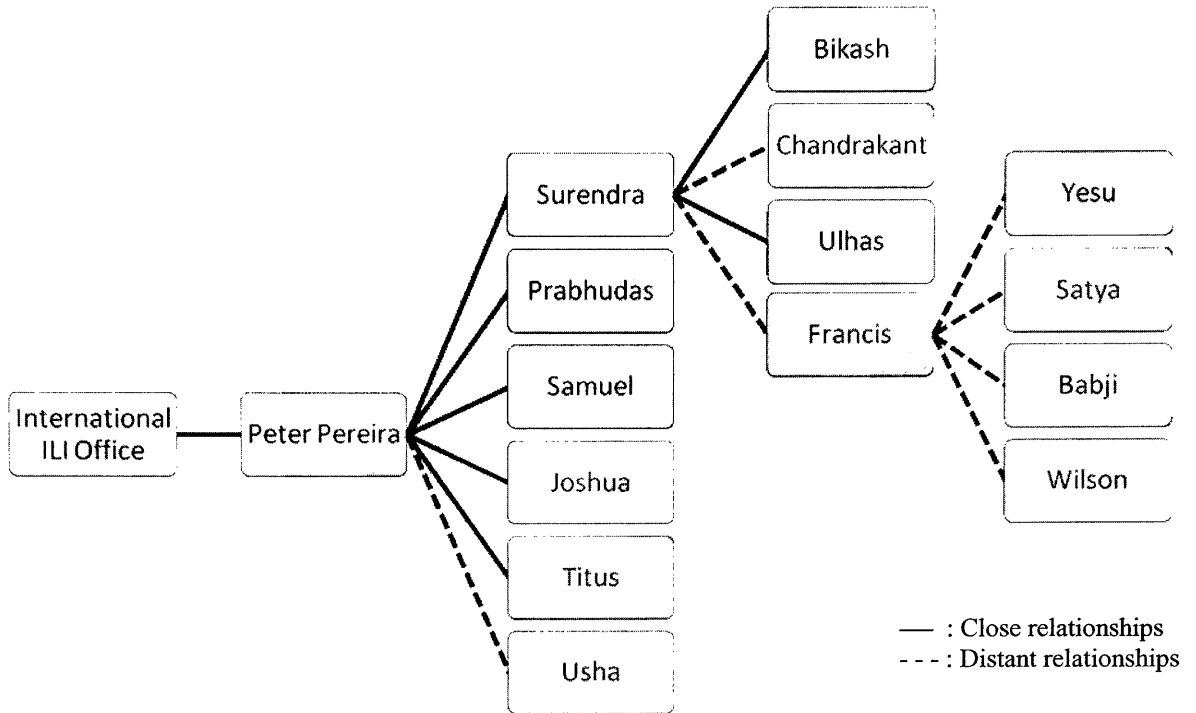 International
ILI Office
Peter Pereira
Surendra
Prabhudas
Samuel
Joshua
Titus
Usha
Bikash
Chandrakant
Ulhas
Francis
Yesu
Satya
Babji
Wilson
— : Close relationships
---- : Distant relationships